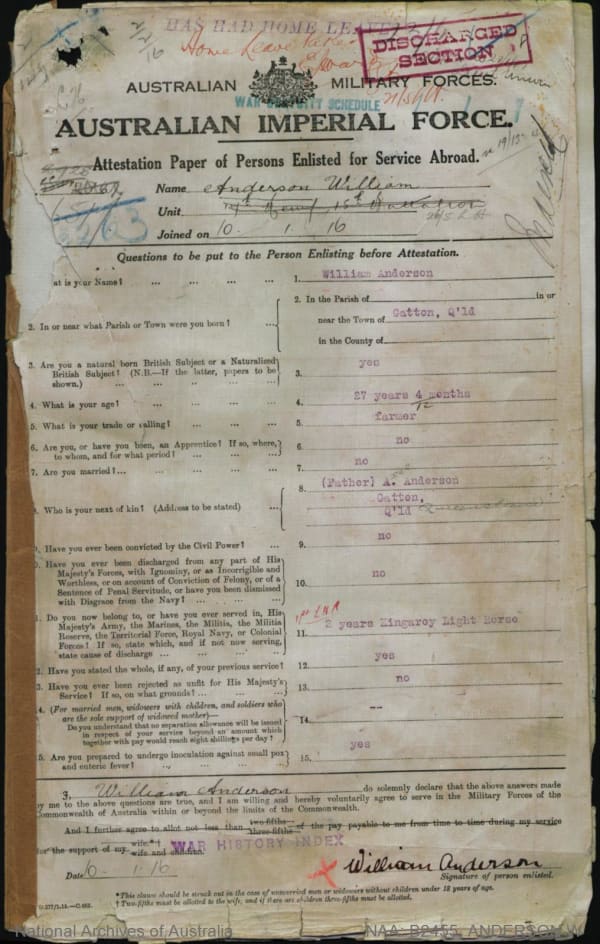 HAS HAD HOME LEAVE
Home Leave
DISCHARGED
SECTION
AUSTRALIAN MILITARY FORCES.
WAR GRATUITY SCHEDULE
AUSTRALIAN IMPERIAL FORCE.
Attestation Paper of Persons Enlisted for Service Abroad.
Name Anderson William
Unit 15th Battalion
Joined on 10. 1. 16
Questions to be put to the Person Enlisting before Attestation.
at is your Name? ... ... ... ... 1. William Anderson
2. In or near what Parish or Town were you born? ... 2. In the Parish of in or
near the Town of Gatton, Q'ld
in the County of
3. Are you a natural born British Subject or a Naturalized
British Subject? (N.B.—If the latter, papers to be
shown.) ... ... ... ... 3. yes
4. What is your age? ... ... ... ... 4. 27 years 4 months
5. What is your trade or calling? ... ... ... 5. farmer
6. Are you, or have you been, an Apprentice? If so, where,
to whom, and for what period? ... ... ... 6. no
7. Are you married? ... ... ... ... 7. no
8. Who is your next of kin? (Address to be stated) ... 8. (Father) A. Anderson
Gatton,
Q'ld
9. Have you ever been convicted by the Civil Power? ... 9. no
0. Have you ever been discharged from any part of His
Majesty's Forces, with Ignominy, or as Incorrigible and
Worthless, or on account of Conviction of Felony, or of a
Sentence of Penal Servitude, or have you been dismissed
with Disgrace from the Navy? ... ... 10. no
1. Do you now belong to, or have you ever served in, His
Majesty's Army, the Marines, the Militia, the Militia
Reserve, the Territorial Force, Royal Navy, or Colonial
Forces? If so, state which, and if not now serving,
state cause of discharge ... ... 11. 2 years Kingaroy Light Horse
2. Have you stated the whole, if any, of your previous service? 12. yes
3. Have you ever been rejected as unfit for His Majesty's
Service? If so, on what grounds? ... ... 13. no
4. (For married men, widowers with children, and soldiers who
are the sole support of widowed mother)—
Do you understand that no separation allowance will be issued
in respect of your service beyond an amount which
together with pay would reach eight shillings per day? 14. --
5. Are you prepared to undergo inoculation against small pox
and enteric fever? ... ... ... 15. yes
I, William Anderson do solemnly declare that the above answers made
by me to the above questions are true, and I am willing and hereby voluntarily agree to serve in the Military Forces of the
Commonwealth of Australia within or beyond the limits of the Commonwealth.
And I further agree to allot not less than two-fifths three-fifths of the pay payable to me from time to time during my service
for the support of my wife.*† wife and children.
WAR HISTORY INDEX
Date 10. 1. 16
William Anderson
Signature of person enlisted.
*This clause should be struck out in the case of unmarried men or widowers without children under 18 years of age.
† Two-fifths must be allotted to the wife, and if there are children three-fifths must be allotted.
National Archives of Australia
NAA: B2455, ANDERSON W